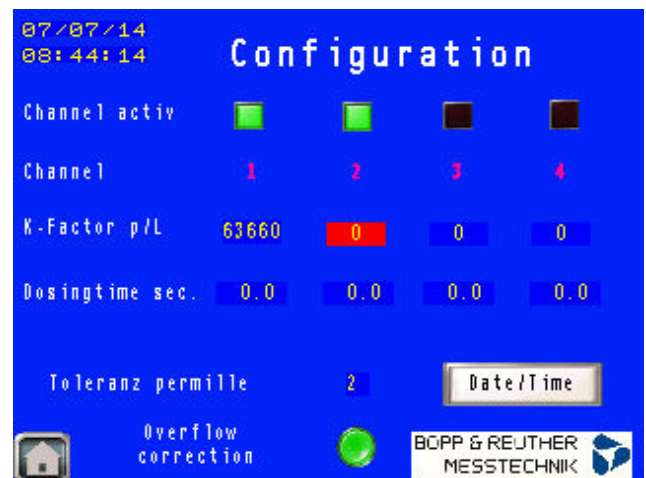 07/07/14
08:44:14
Configuration
Channel activ
Channel 1 2 3 4
K-Factor p/L 63660 0 0 0
Dosingtime sec. 0.0 0.0 0.0 0.0
Toleranz permille 2 Date/Time
Overflow
correction
BOPP & REUTHER
MESSTECHNIK